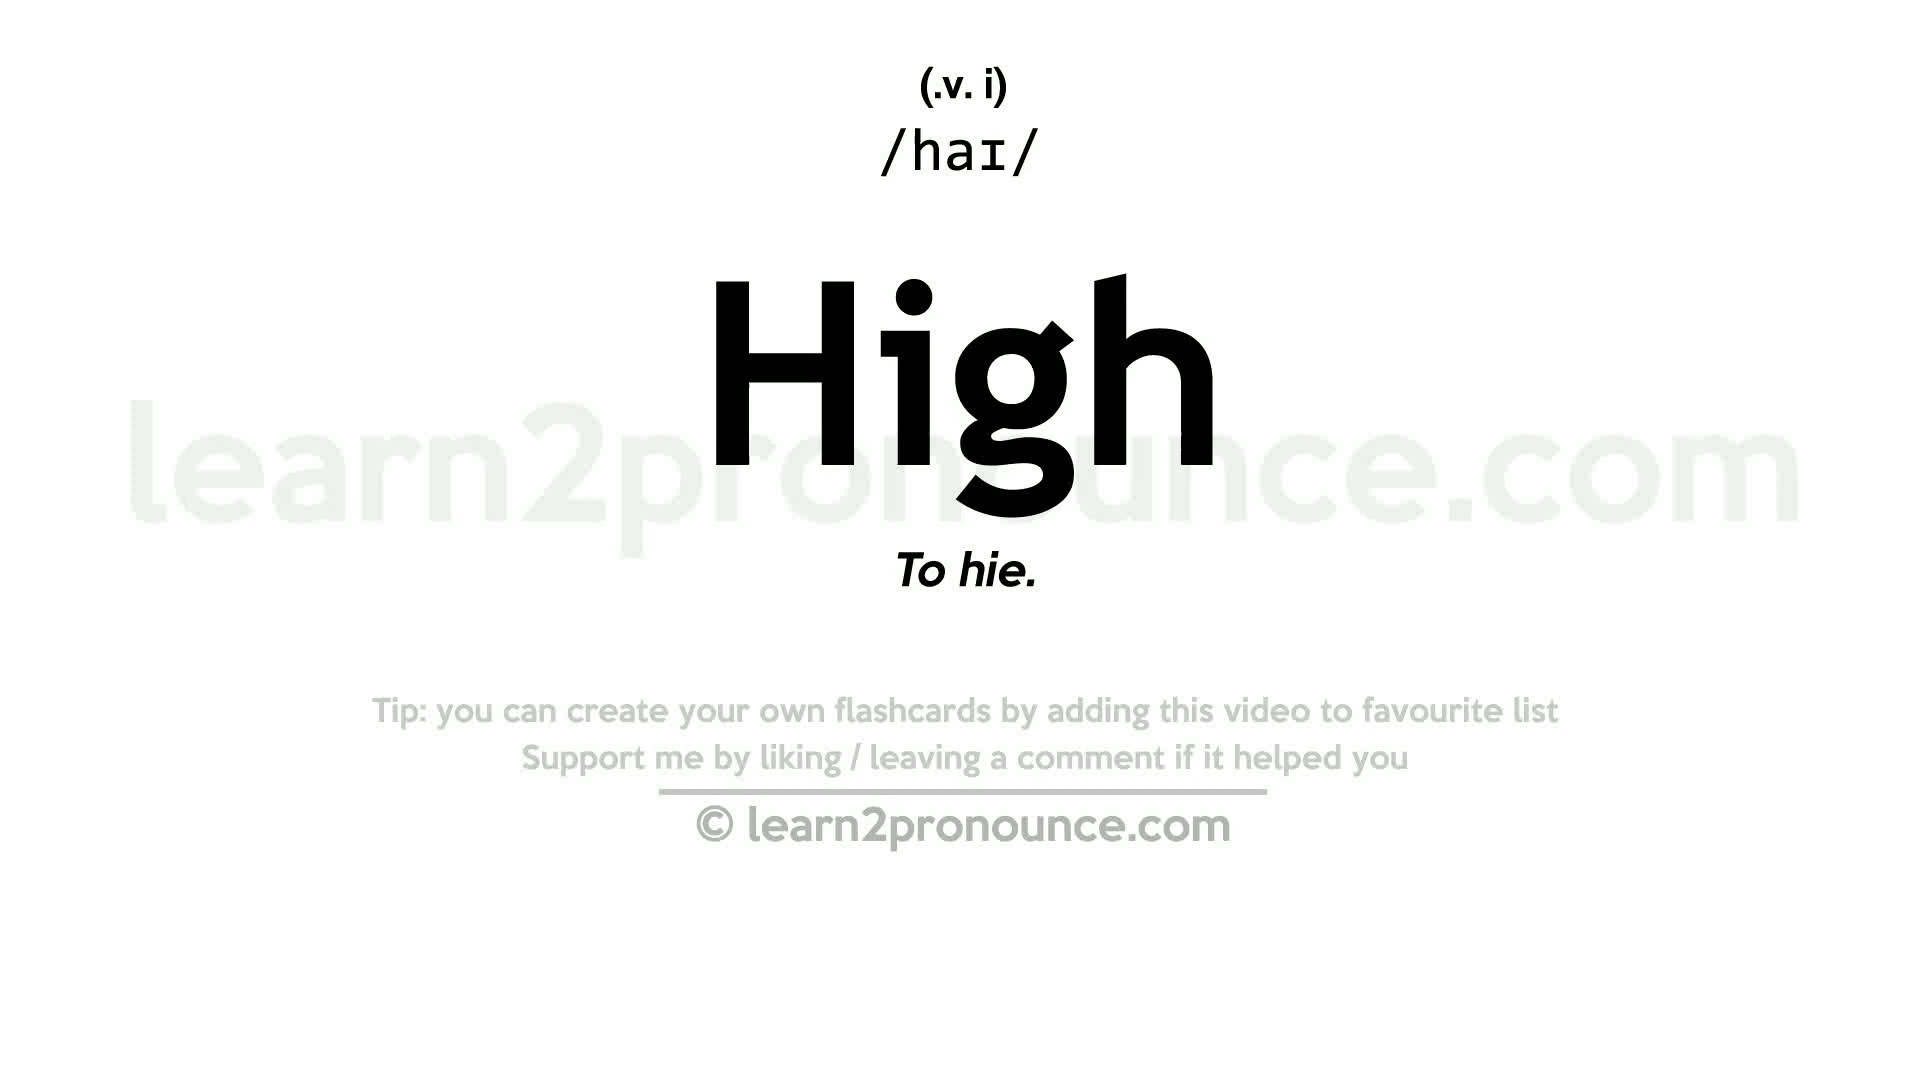 (.v. i)
/haɪ/
High
learn2pronounce.com
To hie.
Tip: you can create your own flashcards by adding this video to favourite list
Support me by liking / leaving a comment if it helped you
© learn2pronounce.com